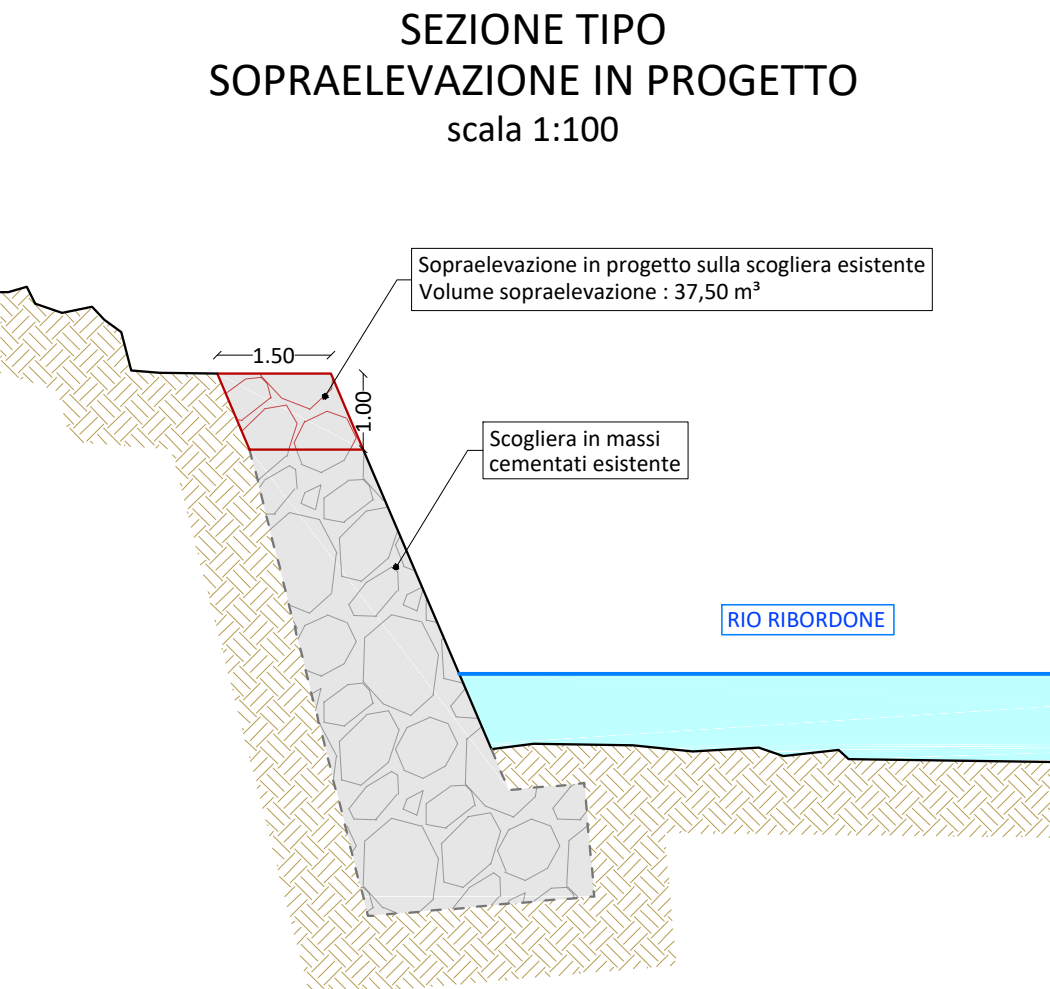 SEZIONE TIPO
SOPRAELEVAZIONE IN PROGETTO
scala 1:100
Sopraelevazione in progetto sulla scogliera esistente
Volume sopraelevazione : 37,50 m³
1.50
1.00
Scogliera in massi
cementati esistente
RIO RIBORDONE